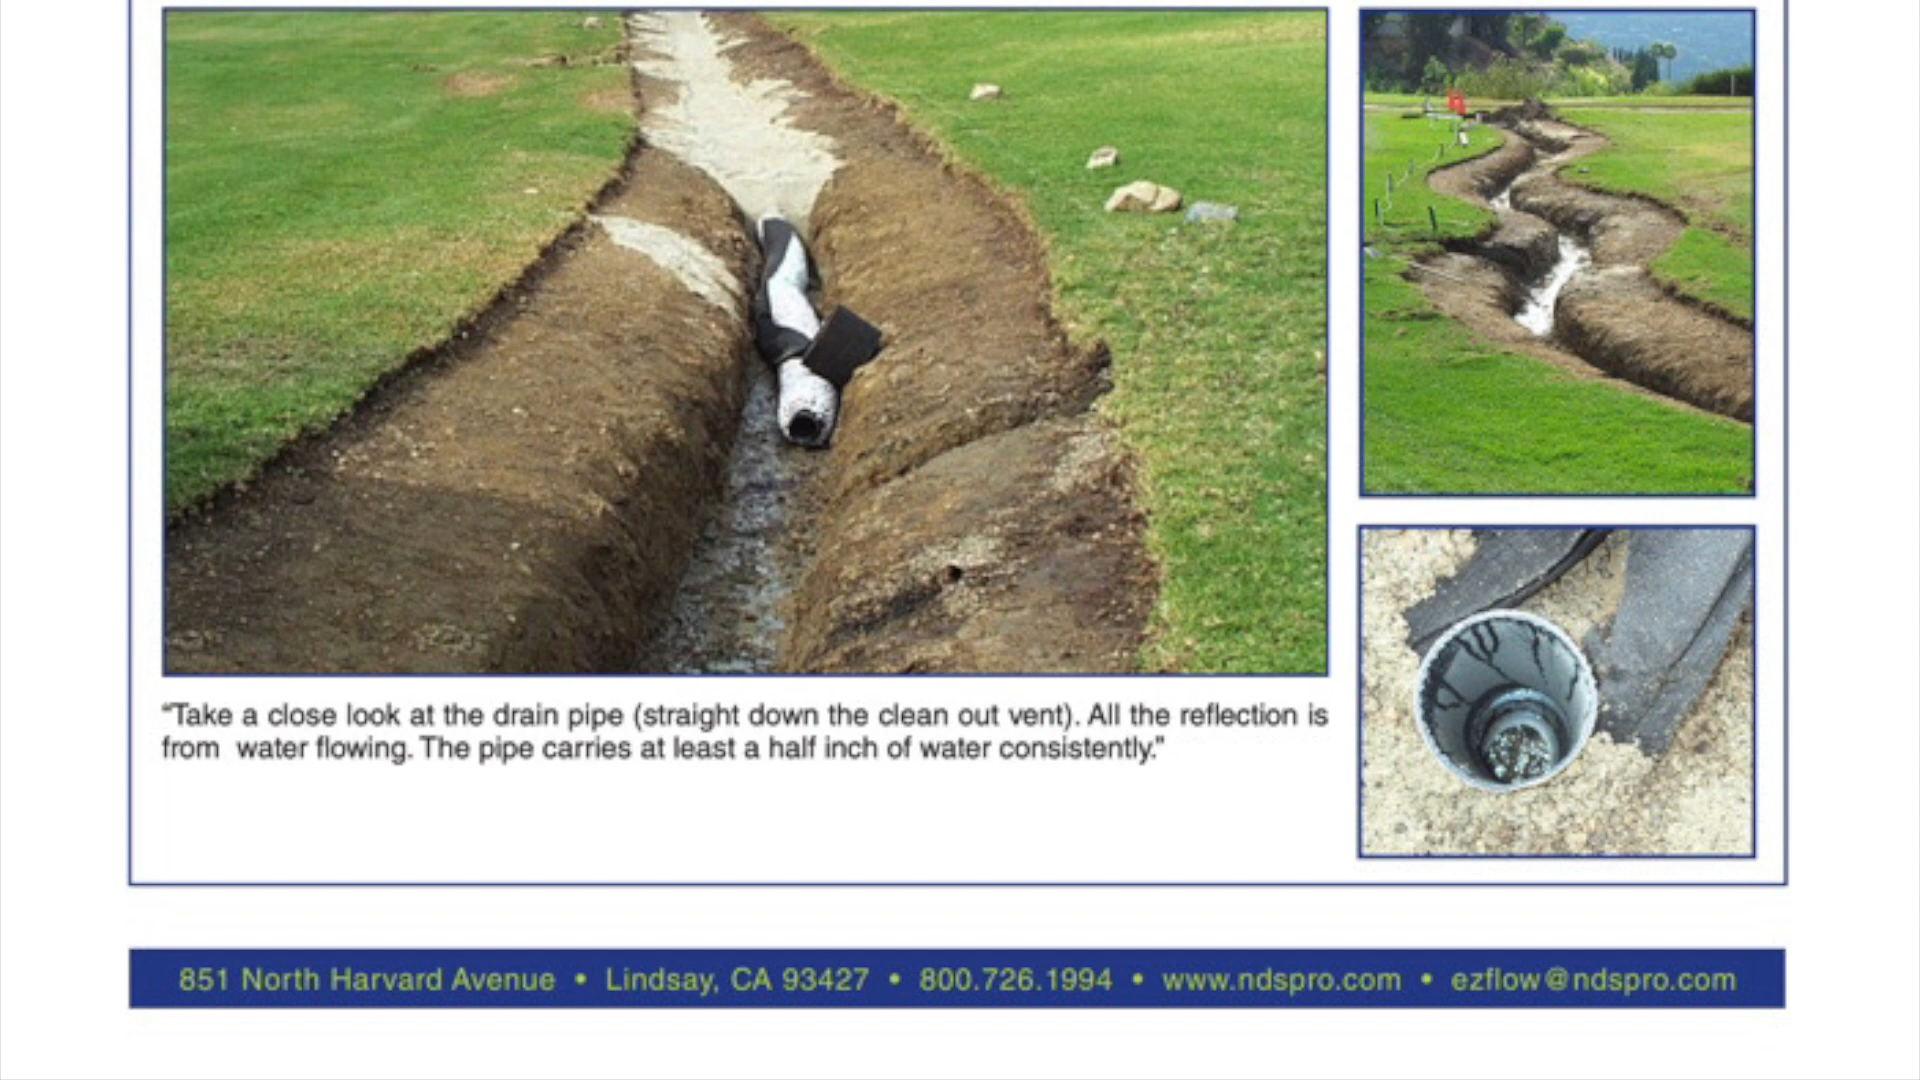 “Take a close look at the drain pipe (straight down the clean out vent). All the reflection is
from  water flowing. The pipe carries at least a half inch of water consistently.”
851 North Harvard Avenue • Lindsay, CA 93427 • 800.726.1994 • www.ndspro.com • ezflow@ndspro.com